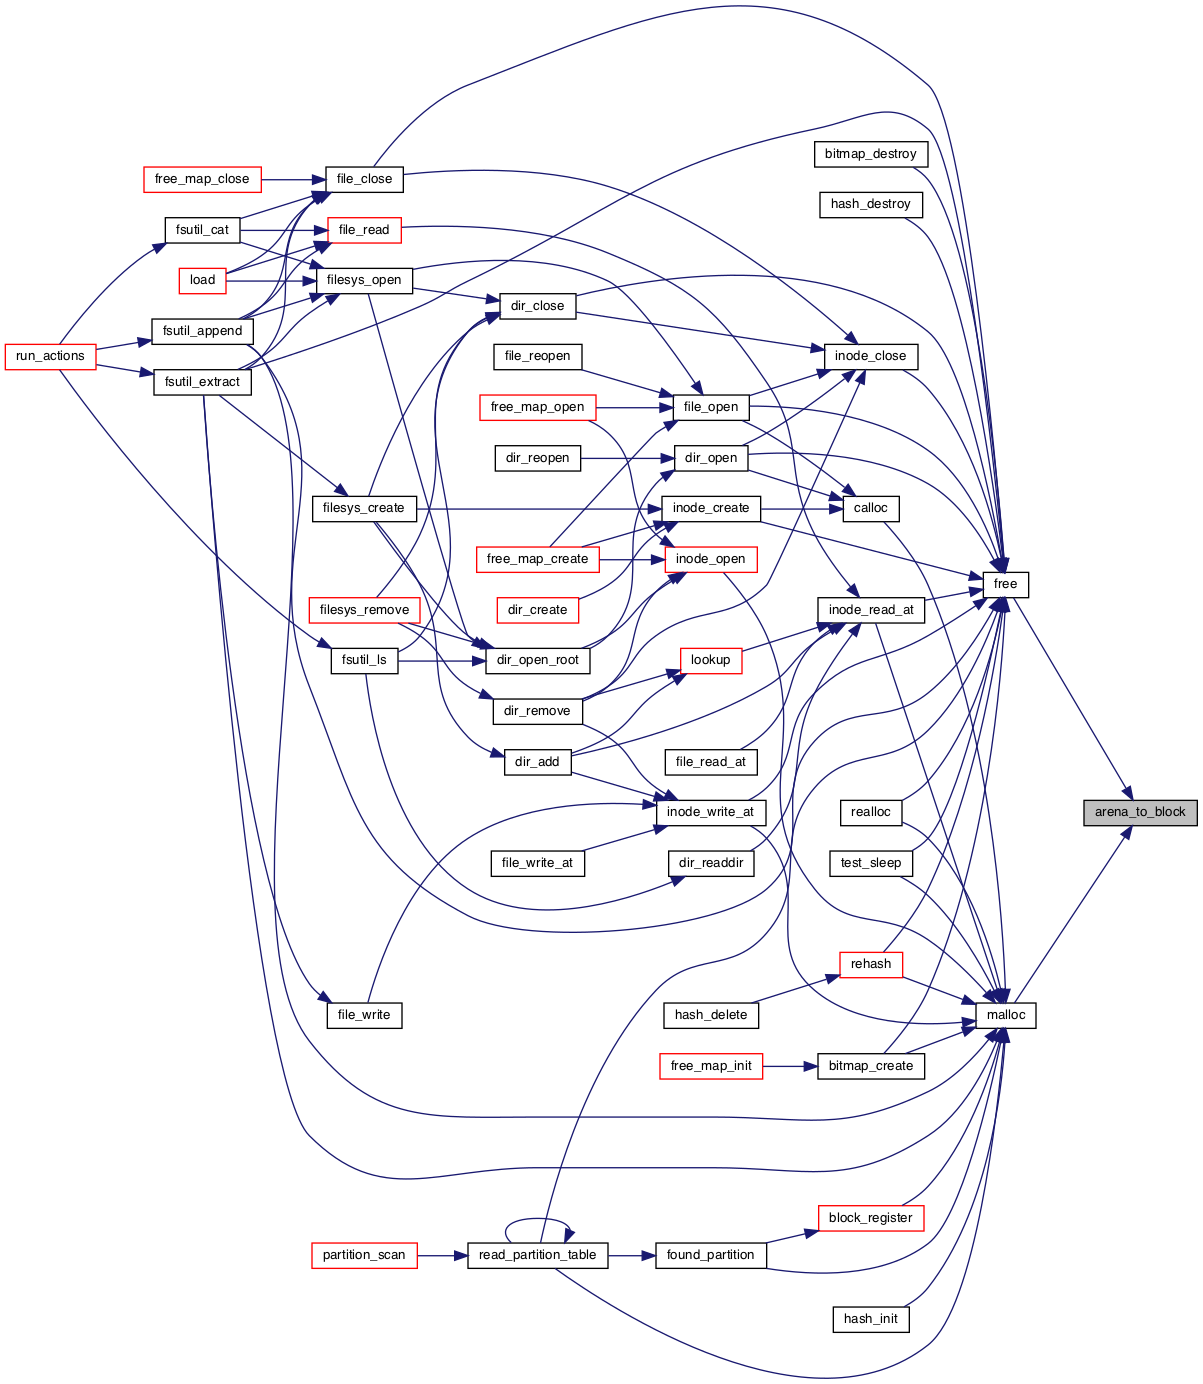 bitmap_destroy
free_map_close
file_close
hash_destroy
fsutil_cat
file_read
load
filesys_open
dir_close
fsutil_append
run_actions
file_reopen
inode_close
fsutil_extract
free_map_open
file_open
dir_reopen
dir_open
filesys_create
inode_create
calloc
free_map_create
inode_open
free
filesys_remove
dir_create
inode_read_at
fsutil_ls
dir_open_root
lookup
dir_remove
dir_add
file_read_at
inode_write_at
realloc
arena_to_block
file_write_at
dir_readdir
test_sleep
rehash
file_write
hash_delete
malloc
free_map_init
bitmap_create
block_register
partition_scan
read_partition_table
found_partition
hash_init